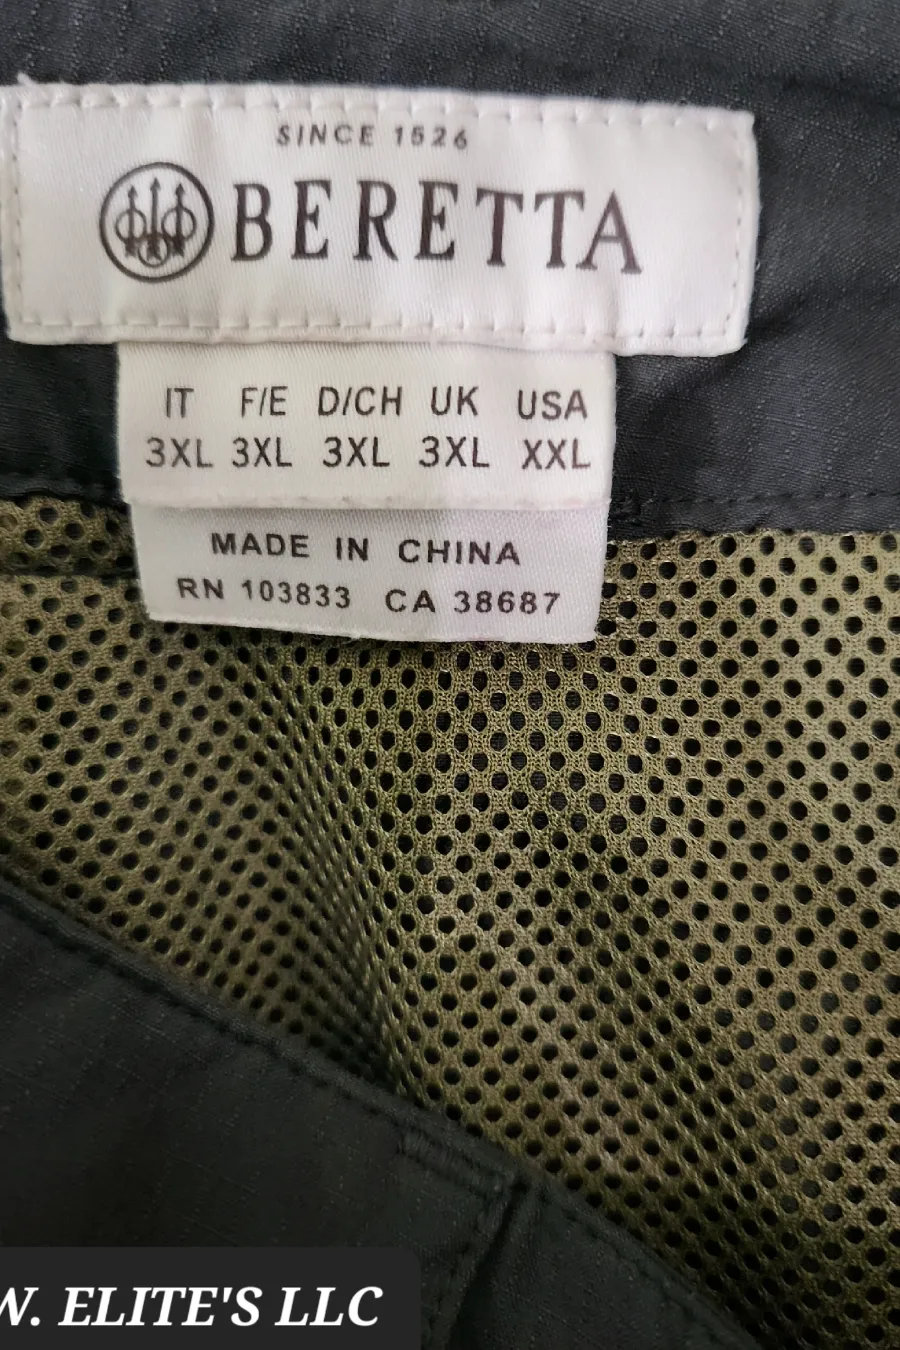 SINCE 1526
BERETTA
IT F/E D/CH UK USA
3XL 3XL 3XL 3XL XXL
MADE IN CHINA
RN 103833 CA 38687
W. ELITE'S LLC